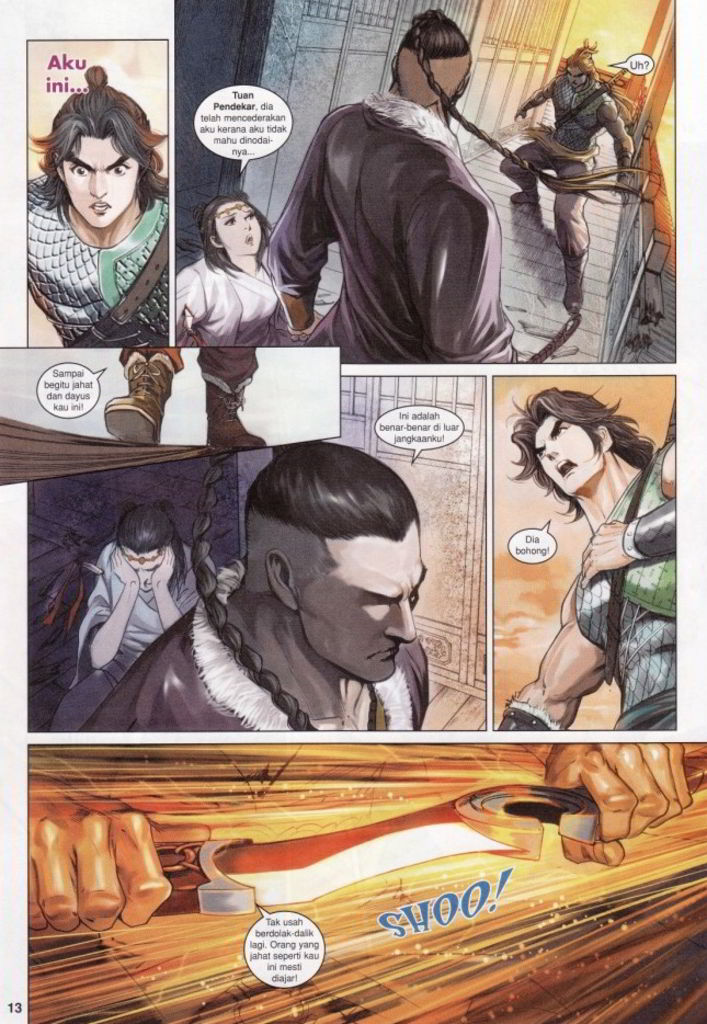 Aku
ini...
Tuan
Pendekar, dia
telah mencederakan
aku kerana aku tidak
mahu dinodai-
nya...
Uh?
Sampai
begitu jahat
dan dayus
kau ini!
Ini adalah
benar-benar di luar
jangkaanku!
Dia
bohong!
SHOO!
Tak usah
berdolak-dalik
lagi. Orang yang
jahat seperti kau
ini mesti
diajar!
13